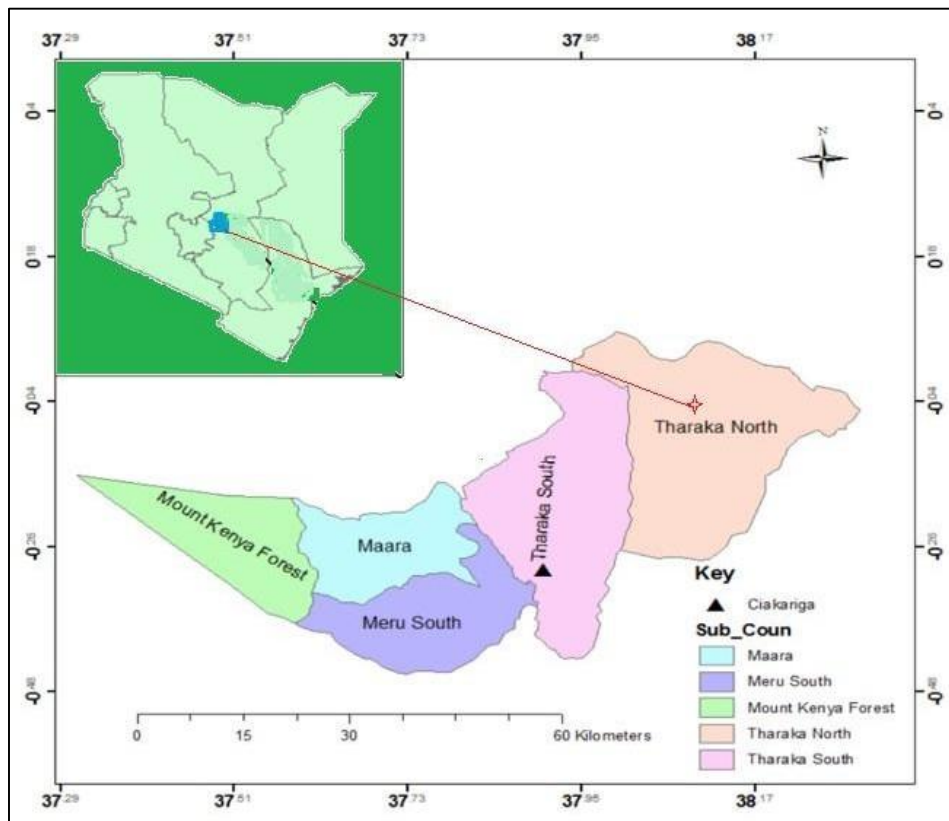 37.29 37.51 37.73 37.95 38.17
0.4
0.18
-0.04
-0.26
-0.48
0.4
0.18
-0.04
-0.26
-0.48
N
Tharaka North
Tharaka South
Mount Kenya Forest
Maara
Meru South
Key
Ciakariga
Sub_Coun
Maara
Meru South
Mount Kenya Forest
Tharaka North
Tharaka South
0 15 30 60 Kilometers
37.29 37.51 37.73 37.95 38.17